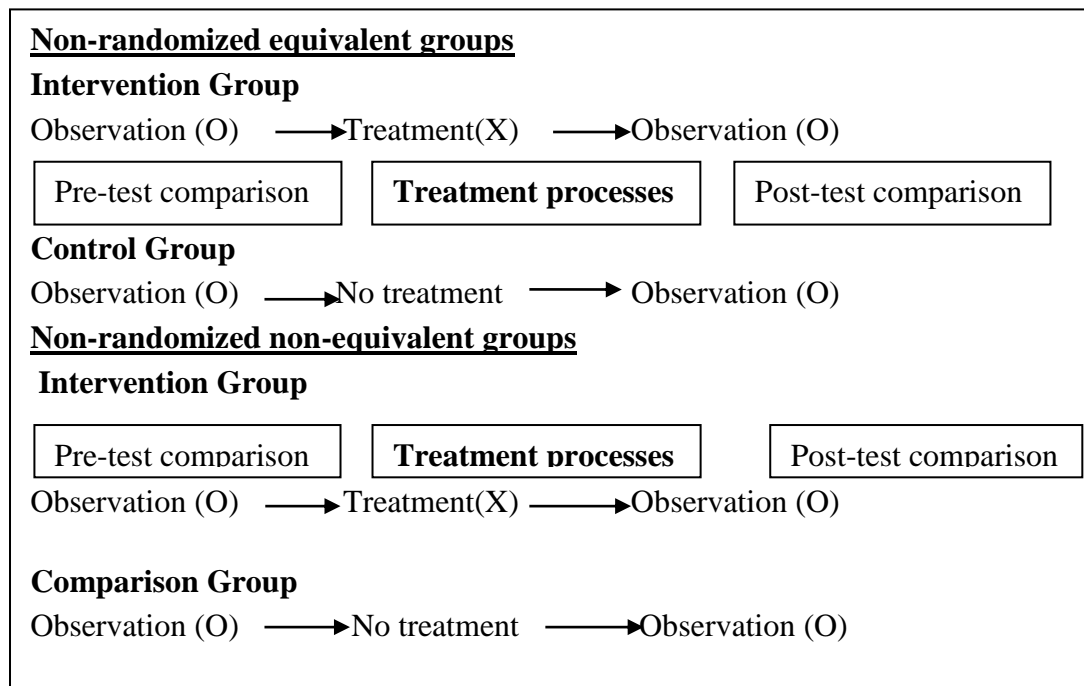 Non-randomized equivalent groups
Intervention Group
Observation (O) Treatment(X) Observation (O)
Pre-test comparison Treatment processes Post-test comparison
Control Group
Observation (O) No treatment Observation (O)
Non-randomized non-equivalent groups
Intervention Group
Pre-test comparison Treatment processes Post-test comparison
Observation (O) Treatment(X) Observation (O)
Comparison Group
Observation (O) No treatment Observation (O)